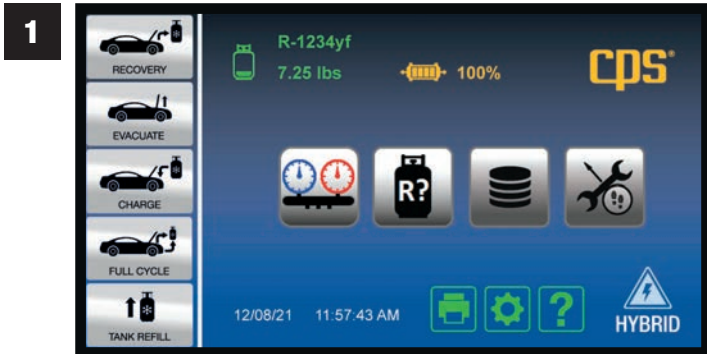 1
RECOVERY
EVACUATE
CHARGE
FULL CYCLE
TANK REFILL
R-1234yf
7.25 lbs
100%
cps®
R?
12/08/21 11:57:43 AM
?
HYBRID